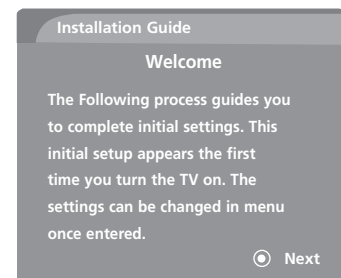 Installation Guide
Welcome
The Following process guides you
to complete initial settings. This
initial setup appears the first
time you turn the TV on. The
settings can be changed in menu
once entered.
Next